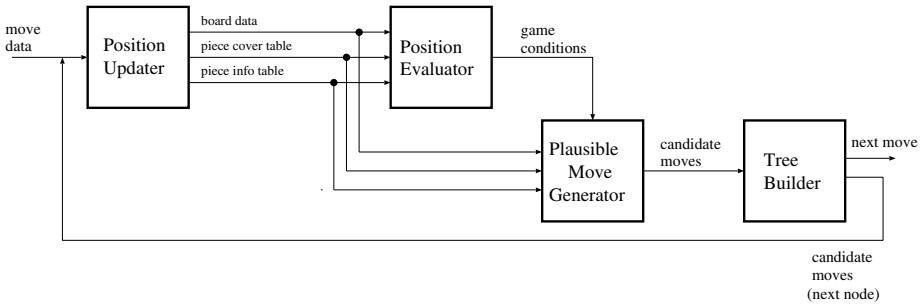 move
data
Position
Updater
board data
piece cover table
piece info table
Position
Evaluator
game
conditions
Plausible
Move
Generator
candidate
moves
Tree
Builder
next move
candidate
moves
(next node)